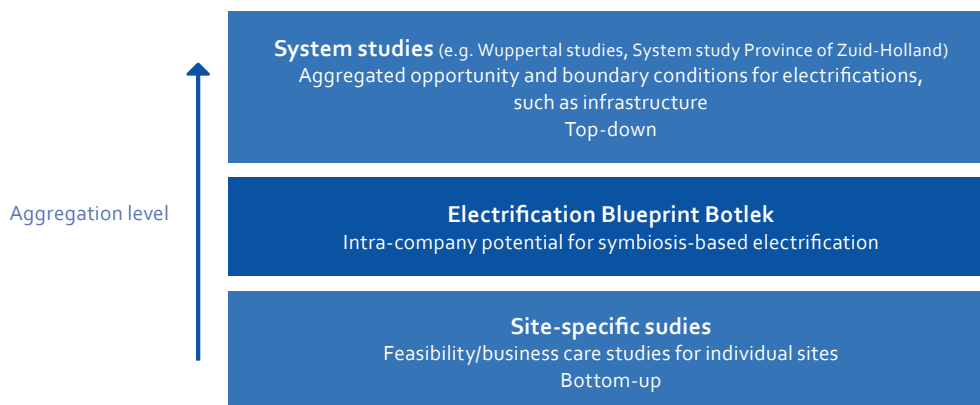 System studies (e.g. Wuppertal studies, System study Province of Zuid-Holland)
Aggregated opportunity and boundary conditions for electrifications,
such as infrastructure
Top-down
Aggregation level
Electrification Blueprint Botlek
Intra-company potential for symbiosis-based electrification
Site-specific sudies
Feasibility/business care studies for individual sites
Bottom-up